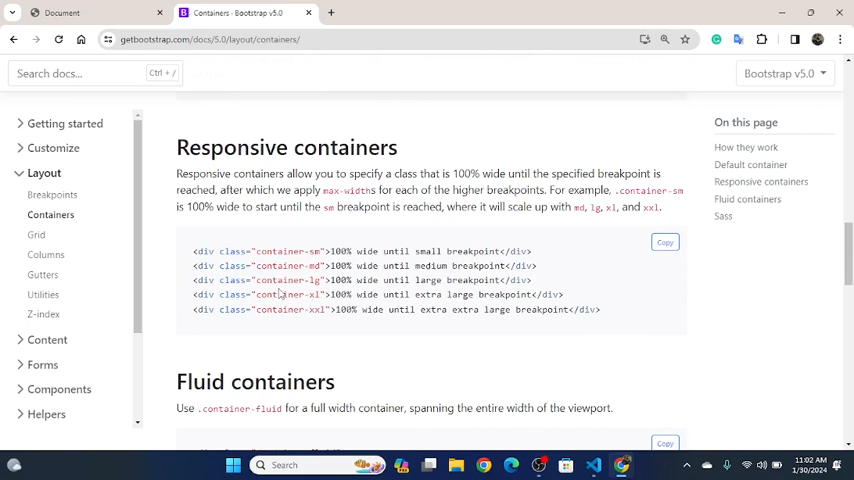 Document
Containers · Bootstrap v5.0
getbootstrap.com/docs/5.0/layout/containers/
Search docs...
Ctrl + /
Bootstrap v5.0
Getting started
Customize
Layout
Breakpoints
Containers
Grid
Columns
Gutters
Utilities
Z-index
Content
Forms
Components
Helpers
Responsive containers
Responsive containers allow you to specify a class that is 100% wide until the specified breakpoint is
reached, after which we apply max-widths for each of the higher breakpoints. For example, .container-sm
is 100% wide to start until the sm breakpoint is reached, where it will scale up with md, lg, xl, and xxl.
Copy
<div class="container-sm">100% wide until small breakpoint</div>
<div class="container-md">100% wide until medium breakpoint</div>
<div class="container-lg">100% wide until large breakpoint</div>
<div class="container-xl">100% wide until extra large breakpoint</div>
<div class="container-xxl">100% wide until extra extra large breakpoint</div>
Fluid containers
Use .container-fluid for a full width container, spanning the entire width of the viewport.
Copy
On this page
How they work
Default container
Responsive containers
Fluid containers
Sass
Search
11:02 AM
1/30/2024